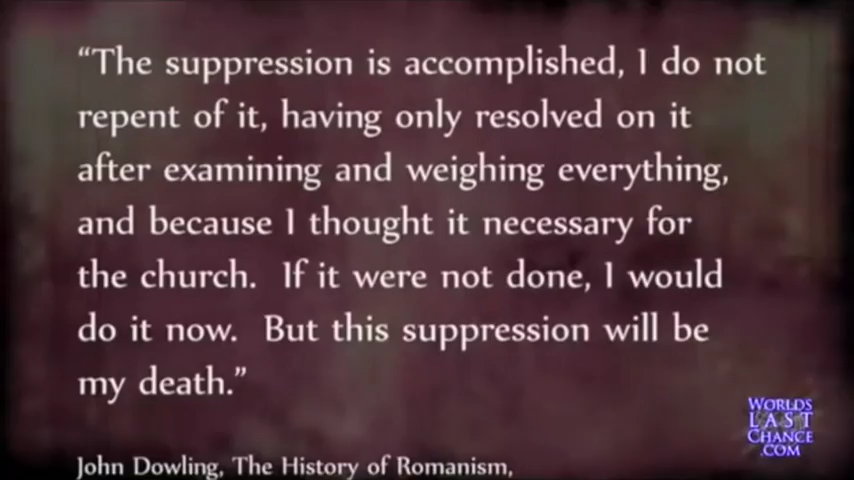 “The suppression is accomplished, I do not
repent of it, having only resolved on it
after examining and weighing everything,
and because I thought it necessary for
the church.  If it were not done, I would
do it now.  But this suppression will be
my death.”
John Dowling, The History of Romanism,
WORLDS
LAST
CHANCE
.COM